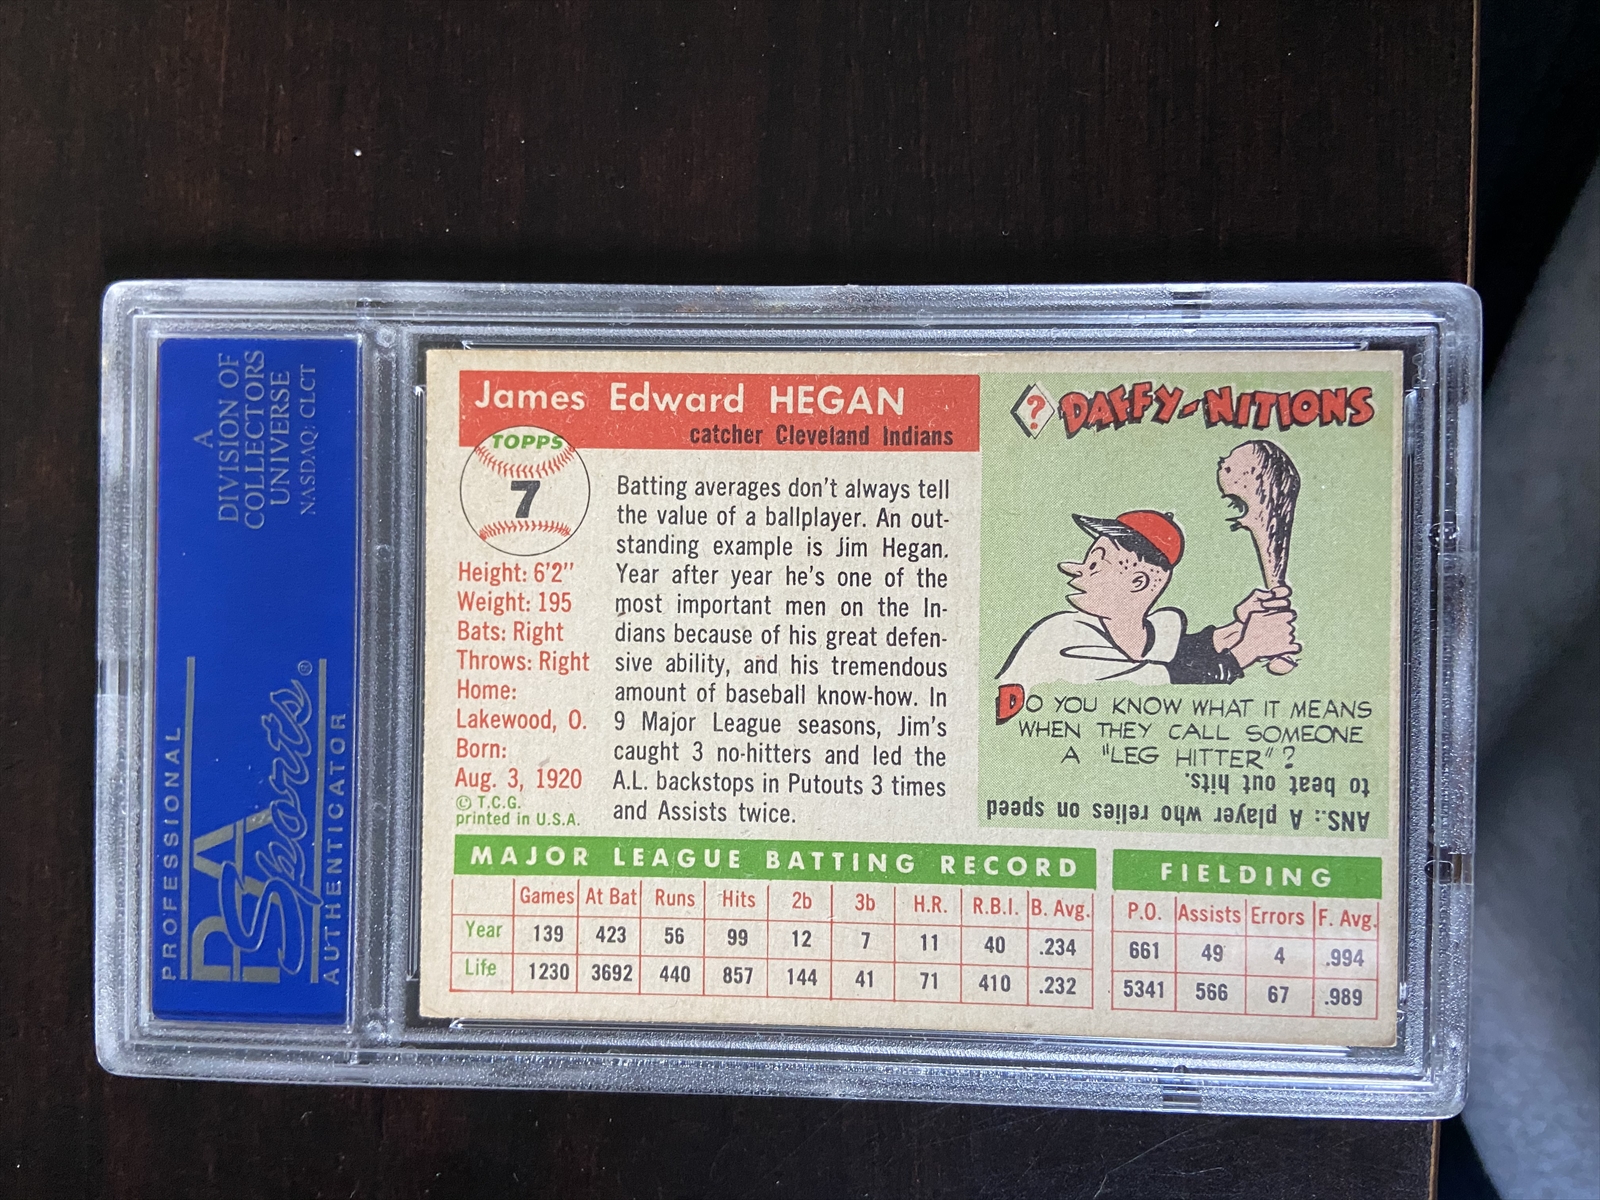 A
DIVISION OF
COLLECTORS
UNIVERSE
NASDAQ: CLCT
PROFESSIONAL
PSA
Sports®
AUTHENTICATOR
James Edward HEGAN
catcher Cleveland Indians
TOPPS
7
Height: 6'2"
Weight: 195
Bats: Right
Throws: Right
Home:
Lakewood, O.
Born:
Aug. 3, 1920
© T.C.G.
printed in U.S.A.
Batting averages don't always tell
the value of a ballplayer. An out-
standing example is Jim Hegan.
Year after year he's one of the
most important men on the In-
dians because of his great defen-
sive ability, and his tremendous
amount of baseball know-how. In
9 Major League seasons, Jim's
caught 3 no-hitters and led the
A.L. backstops in Putouts 3 times
and Assists twice.
? DAFFY-NITIONS
DO YOU KNOW WHAT IT MEANS
WHEN THEY CALL SOMEONE
A "LEG HITTER"?
ANS.: A player who relies on speed
to beat out hits.
MAJOR LEAGUE BATTING RECORD
Games At Bat Runs Hits 2b 3b H.R. R.B.I. B. Avg.
Year 139 423 56 99 12 7 11 40 .234
Life 1230 3692 440 857 144 41 71 410 .232
FIELDING
P.O. Assists Errors F. Avg.
661 49 4 .994
5341 566 67 .989